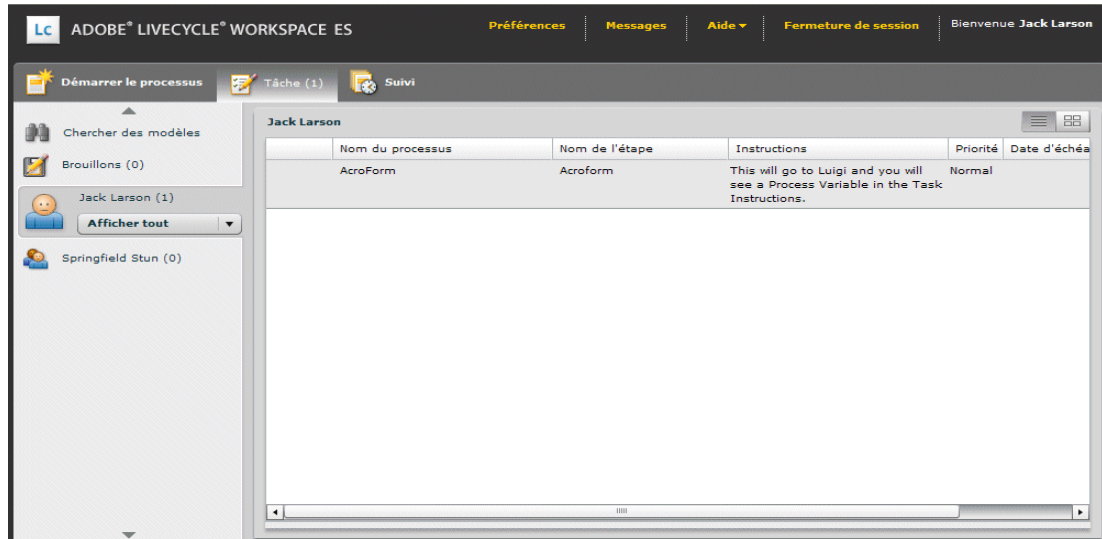 Lc ADOBE® LIVECYCLE® WORKSPACE ES
Préférences Messages Aide Fermeture de session Bienvenue Jack Larson
Démarrer le processus Tâche (1) Suivi
Chercher des modèles
Brouillons (0)
Jack Larson (1)
Afficher tout
Springfield Stun (0)
Jack Larson
Nom du processus Nom de l'étape Instructions Priorité Date d'échéa
AcroForm Acroform This will go to Luigi and you will Normal
see a Process Variable in the Task
Instructions.